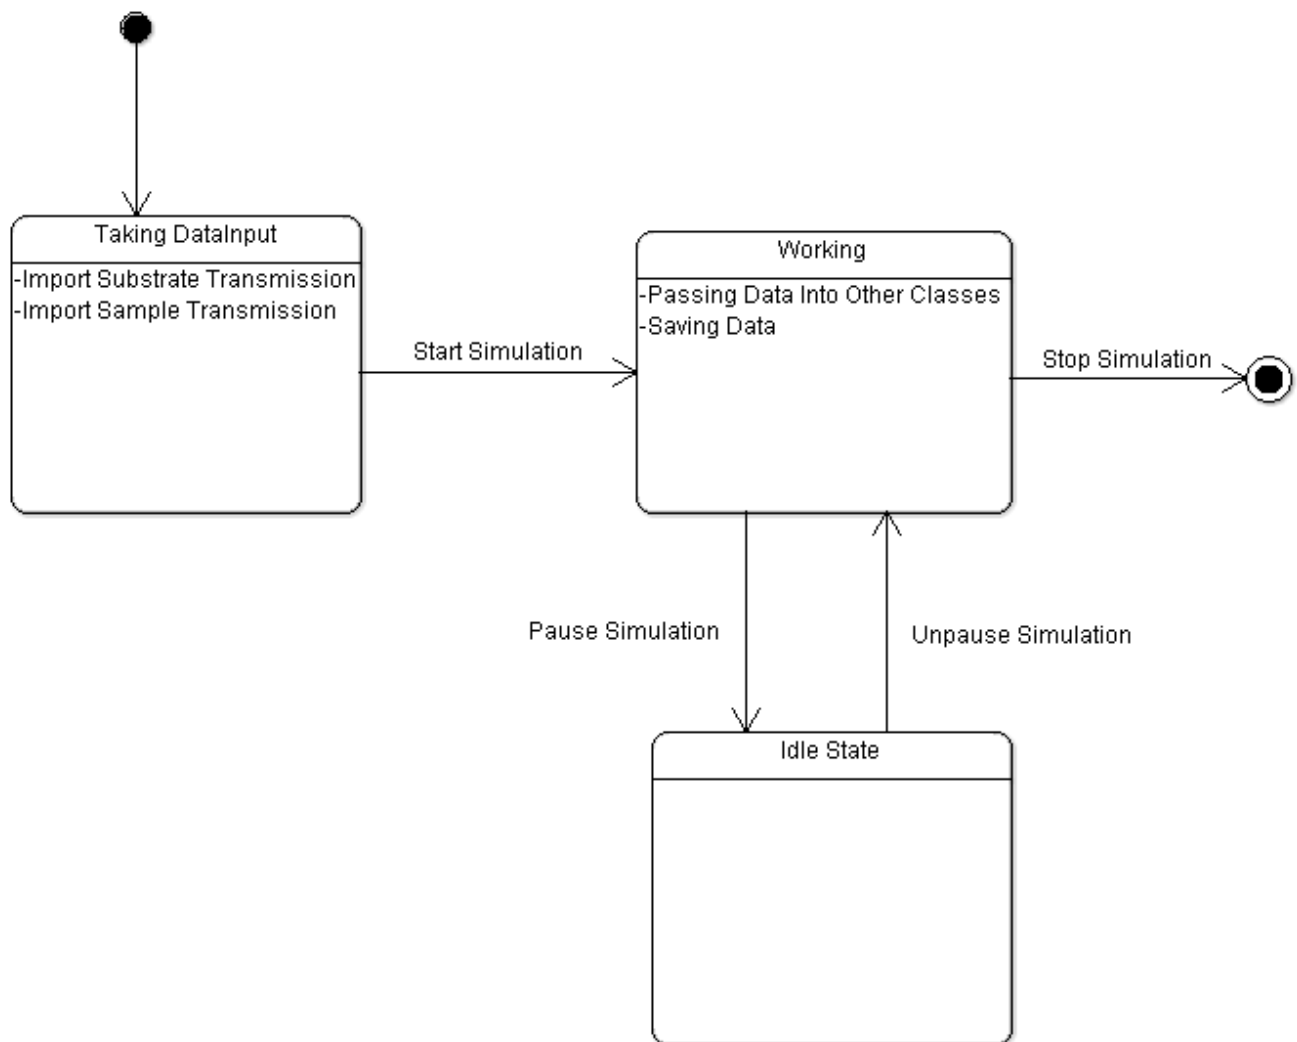 Taking DataInput
-Import Substrate Transmission
-Import Sample Transmission
Start Simulation
Working
-Passing Data Into Other Classes
-Saving Data
Stop Simulation
Pause Simulation
Unpause Simulation
Idle State